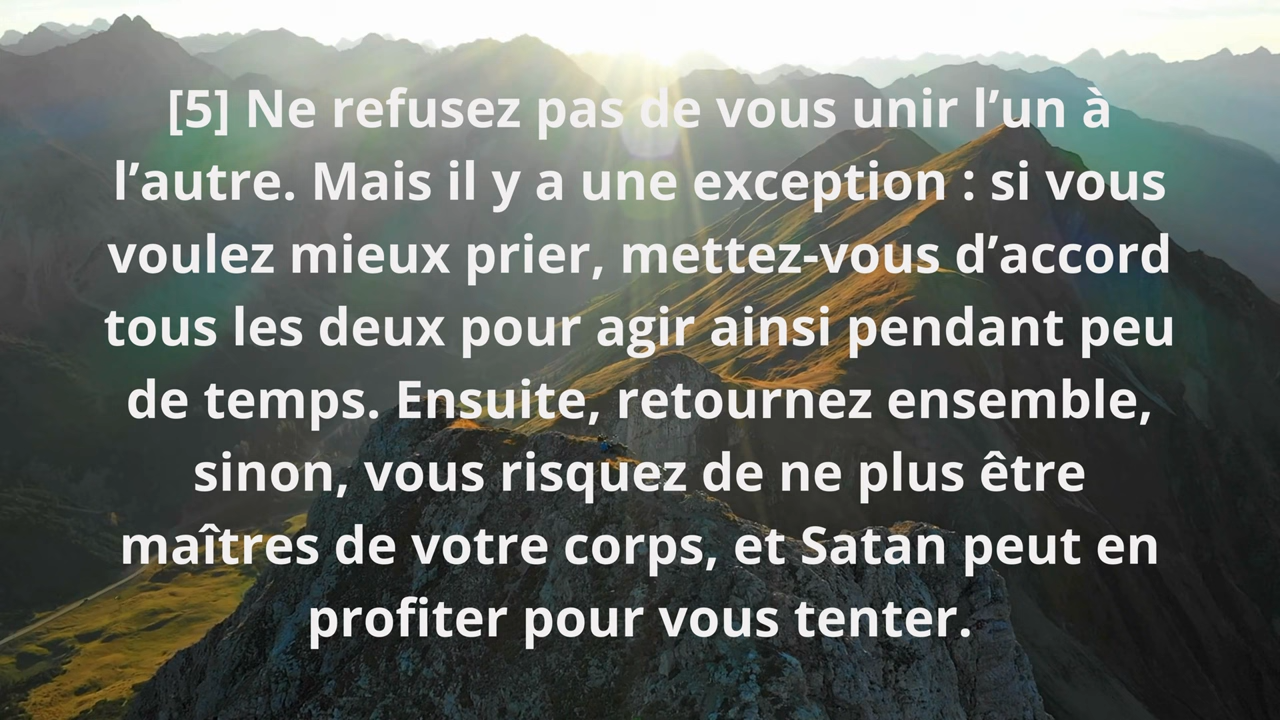 [5] Ne refusez pas de vous unir l’un à
l’autre. Mais il y a une exception : si vous
voulez mieux prier, mettez-vous d’accord
tous les deux pour agir ainsi pendant peu
de temps. Ensuite, retournez ensemble,
sinon, vous risquez de ne plus être
maîtres de votre corps, et Satan peut en
profiter pour vous tenter.